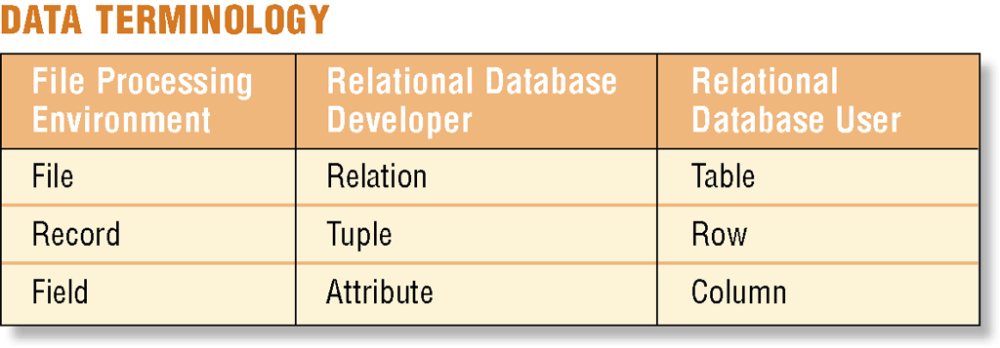 DATA TERMINOLOGY
File Processing Environment | Relational Database Developer | Relational Database User
File | Relation | Table
Record | Tuple | Row
Field | Attribute | Column